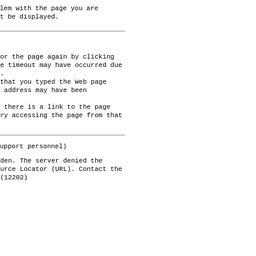 lem with the page you are
t be displayed.
or the page again by clicking
e timeout may have occurred due
.
that you typed the Web page
address may have been
there is a link to the page
ry accessing the page from that
upport personnel)
den. The server denied the
urce Locator (URL). Contact the
(12202)